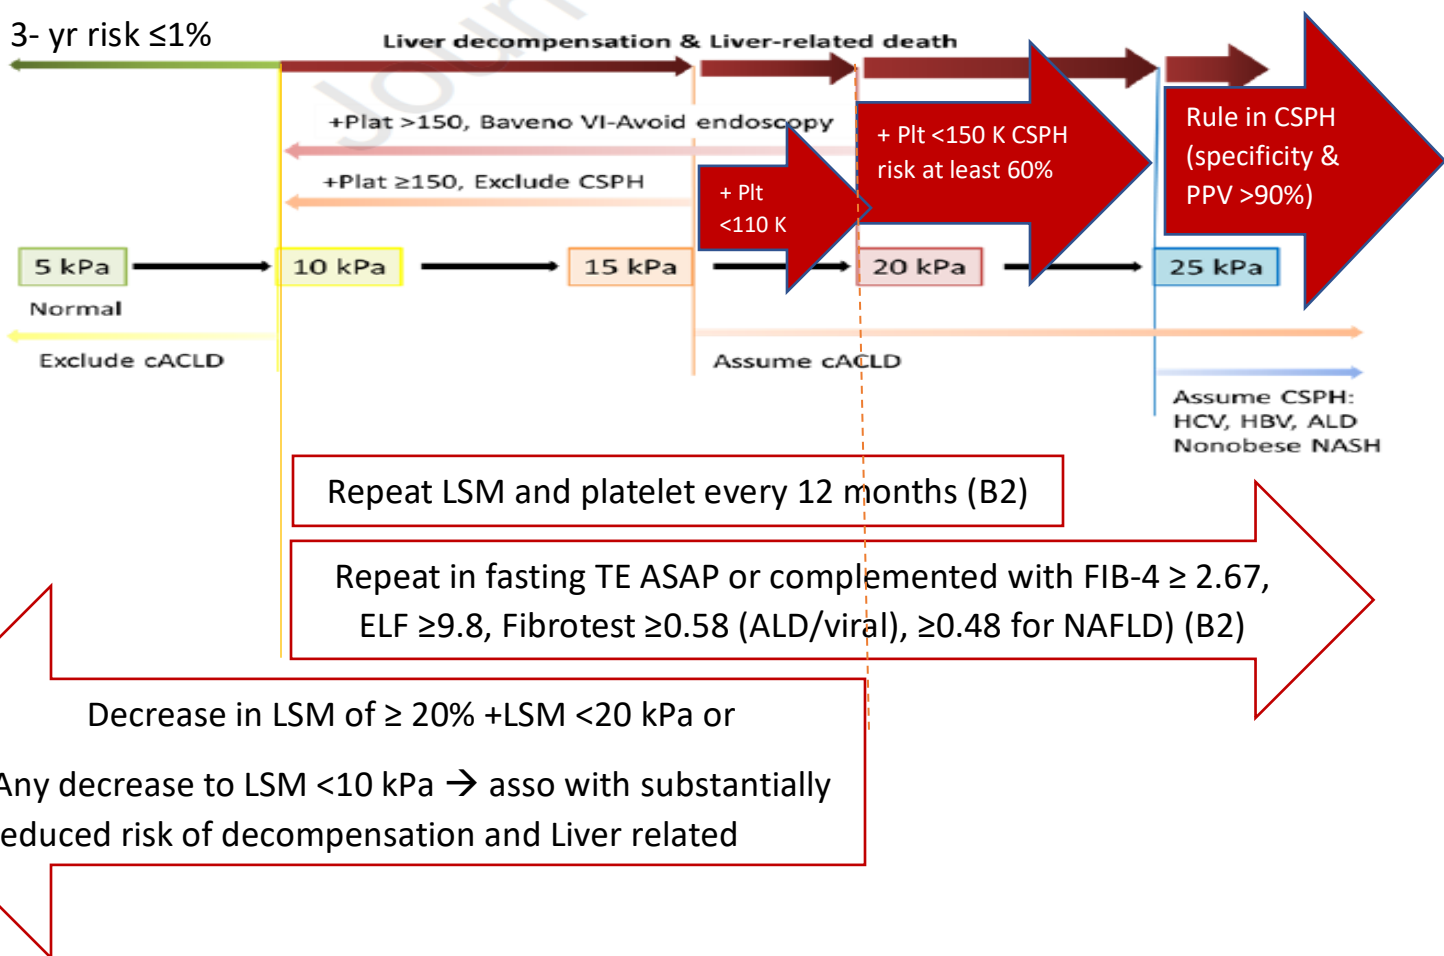 Journ
3- yr risk ≤1%
Liver decompensation & Liver-related death
+Plat >150, Baveno VI-Avoid endoscopy
+Plat ≥150, Exclude CSPH
+ Plt
<110 K
+ Plt <150 K CSPH
risk at least 60%
Rule in CSPH
(specificity &
PPV >90%)
5 kPa
10 kPa
15 kPa
20 kPa
25 kPa
Normal
Exclude cACLD
Assume cACLD
Assume CSPH:
HCV, HBV, ALD
Nonobese NASH
Repeat LSM and platelet every 12 months (B2)
Repeat in fasting TE ASAP or complemented with FIB-4 ≥ 2.67,
ELF ≥9.8, Fibrotest ≥0.58 (ALD/viral), ≥0.48 for NAFLD) (B2)
Decrease in LSM of ≥ 20% +LSM <20 kPa or
Any decrease to LSM <10 kPa → asso with substantially
educed risk of decompensation and Liver related